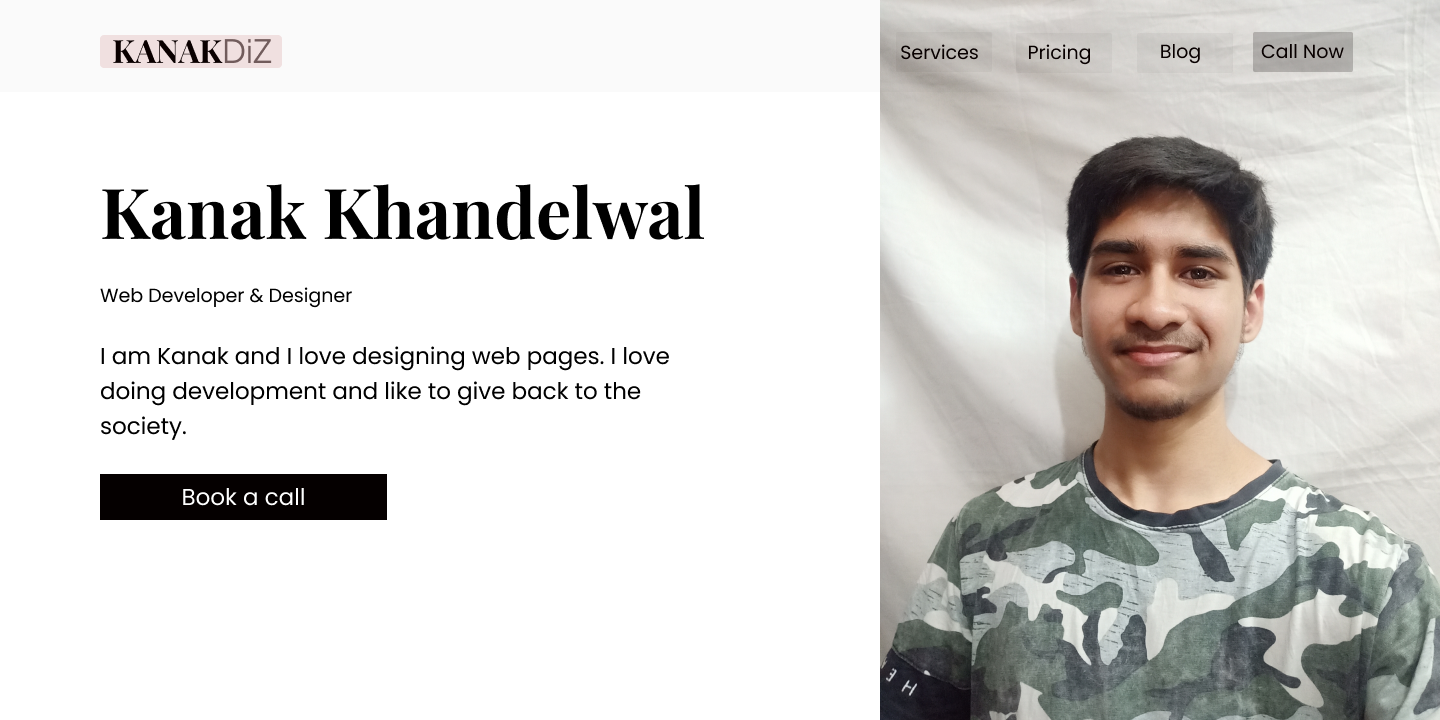 KANAKDiZ
Services
Pricing
Blog
Call Now
Kanak Khandelwal
Web Developer & Designer
I am Kanak and I love designing web pages. I love
doing development and like to give back to the
society.
Book a call
H E